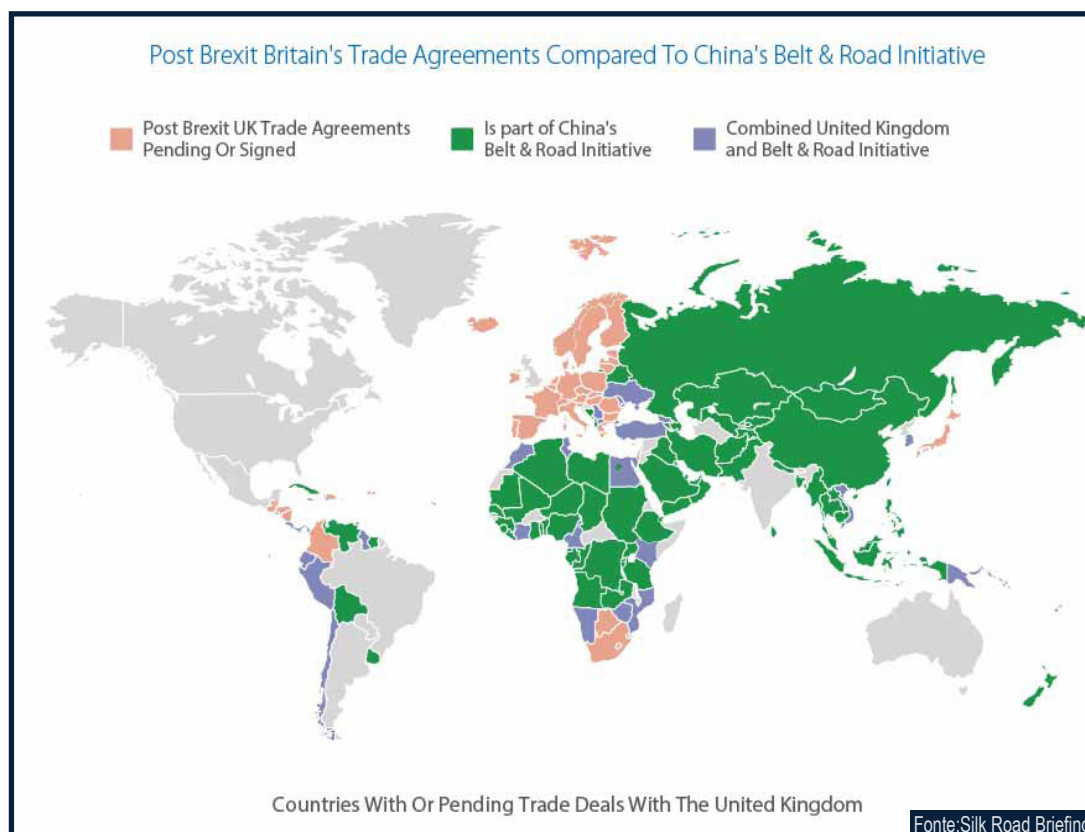 Post Brexit Britain's Trade Agreements Compared To China's Belt & Road Initiative
Post Brexit UK Trade Agreements
Pending Or Signed
Is part of China's
Belt & Road Initiative
Combined United Kingdom
and Belt & Road Initiative
Countries With Or Pending Trade Deals With The United Kingdom
Fonte:Silk Road Briefing